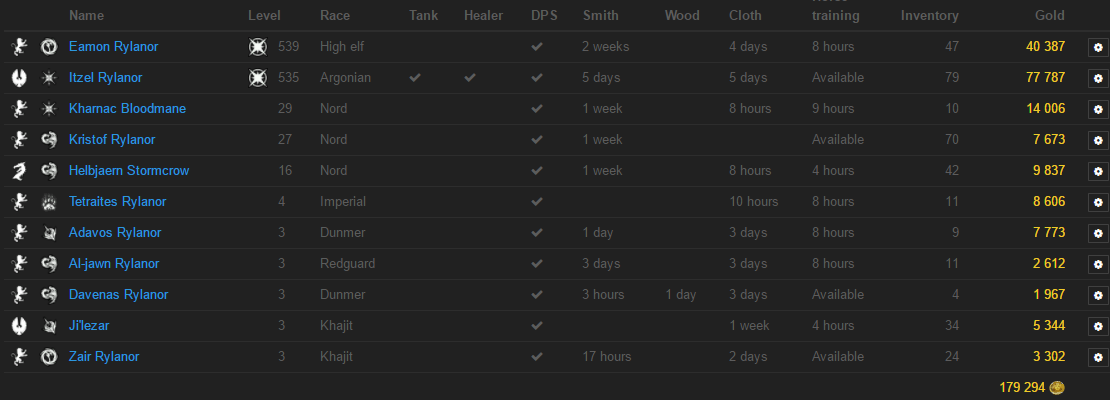 Name Level Race Tank Healer DPS Smith Wood Cloth training Inventory Gold
Eamon Rylanor 539 High elf 2 weeks 4 days 8 hours 47 40 387
Itzel Rylanor 535 Argonian 5 days 5 days Available 79 77 787
Kharnac Bloodmane 29 Nord 1 week 8 hours 9 hours 10 14 006
Kristof Rylanor 27 Nord 1 week Available 70 7 673
Helbjaern Stormcrow 16 Nord 1 week 8 hours 4 hours 42 9 837
Tetraites Rylanor 4 Imperial 10 hours 8 hours 11 8 606
Adavos Rylanor 3 Dunmer 1 day 3 days 8 hours 9 7 773
Al-jawn Rylanor 3 Redguard 3 days 3 days 8 hours 11 2 612
Davenas Rylanor 3 Dunmer 3 hours 1 day 3 days Available 4 1 967
Ji'lezar 3 Khajit 1 week 4 hours 34 5 344
Zair Rylanor 3 Khajit 17 hours 2 days Available 24 3 302
179 294